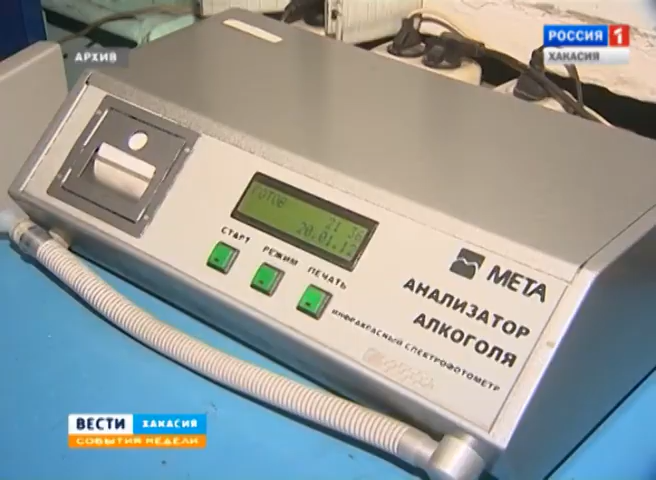 РОССИЯ 1
ХАКАСИЯ
АРХИВ
ГОТОВ
21 36
20.01.12
СТАРТ
РЕЖИМ
ПЕЧАТЬ
МЕТА
АНАЛИЗАТОР
АЛКОГОЛЯ
ИНФРАКРАСНЫЙ СПЕКТРОФОТОМЕТР
ВЕСТИ ХАКАСИЯ
СОБЫТИЯ НЕДЕЛИ